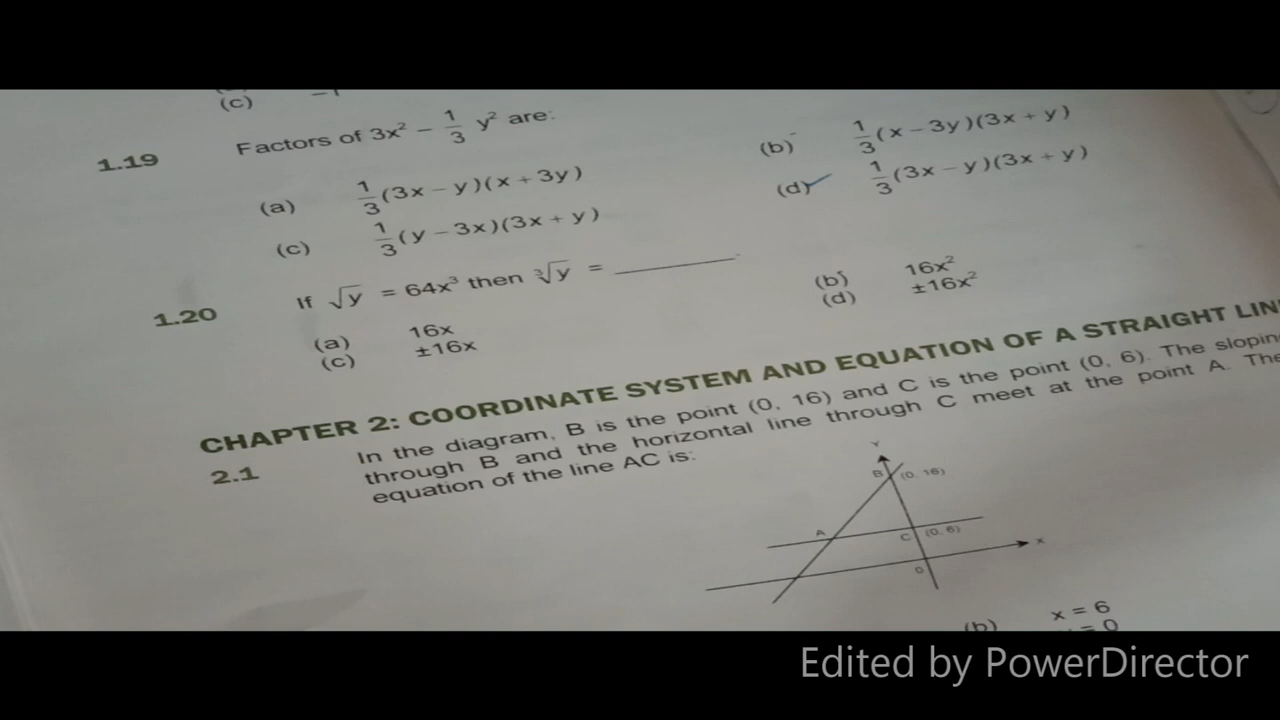 (c) –1
1.19 Factors of 3x² – 1/3 y² are:
(a) 1/3(3x – y)(x + 3y) (b) 1/3(x – 3y)(3x + y)
(c) 1/3(y – 3x)(3x + y) (d) 1/3(3x – y)(3x + y)
1.20 If √y = 64x³ then ∛y = ________.
(a) 16x (b) 16x²
(c) ±16x (d) ±16x²
CHAPTER 2: COORDINATE SYSTEM AND EQUATION OF A STRAIGHT
2.1 In the diagram, B is the point (0, 16) and C is the point (0, 6). The
through B and the horizontal line through C meet at the point A. The
equation of the line AC is:
Y
B (0, 16)
A C (0, 6)
O X
(b) x = 6
= 0
Edited by PowerDirector